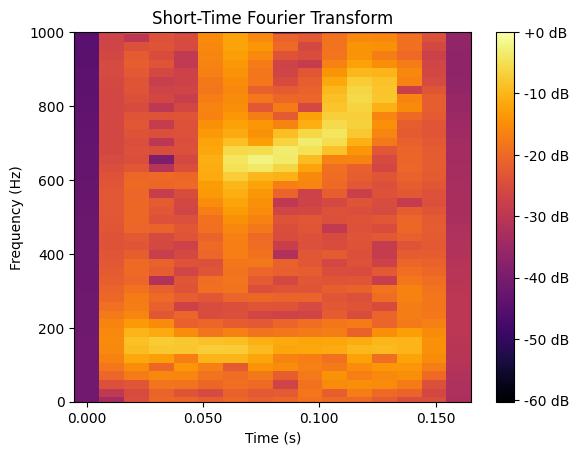 Short-Time Fourier Transform
1000
800
600
400
200
0
Frequency (Hz)
0.000
0.050
0.100
0.150
Time (s)
+0 dB
-10 dB
-20 dB
-30 dB
-40 dB
-50 dB
-60 dB